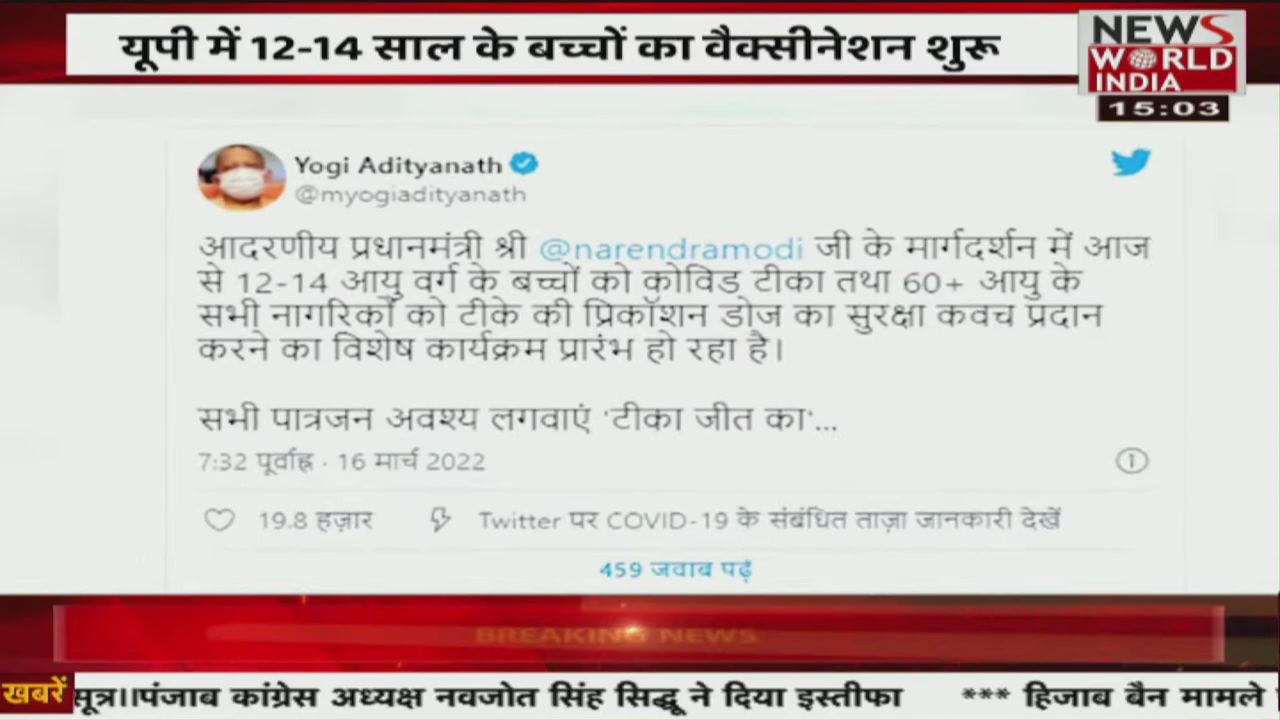 यूपी में 12-14 साल के बच्चों का वैक्सीनेशन शुरू
NEWS
WORLD
INDIA
15:03
Yogi Adityanath
@myogiadityanath
आदरणीय प्रधानमंत्री श्री @narendramodi जी के मार्गदर्शन में आज
से 12-14 आयु वर्ग के बच्चों को कोविड टीका तथा 60+ आयु के
सभी नागरिकों को टीके की प्रिकॉशन डोज का सुरक्षा कवच प्रदान
करने का विशेष कार्यक्रम प्रारंभ हो रहा है।
सभी पात्रजन अवश्य लगवाएं 'टीका जीत का'...
7:32 पूर्वाह्न · 16 मार्च 2022
19.8 हज़ार
Twitter पर COVID-19 के संबंधित ताज़ा जानकारी देखें
459 जवाब पढ़ें
BREAKING NEWS
खबरें सूत्र।।पंजाब कांग्रेस अध्यक्ष नवजोत सिंह सिद्धू ने दिया इस्तीफा *** हिजाब बैन मामले